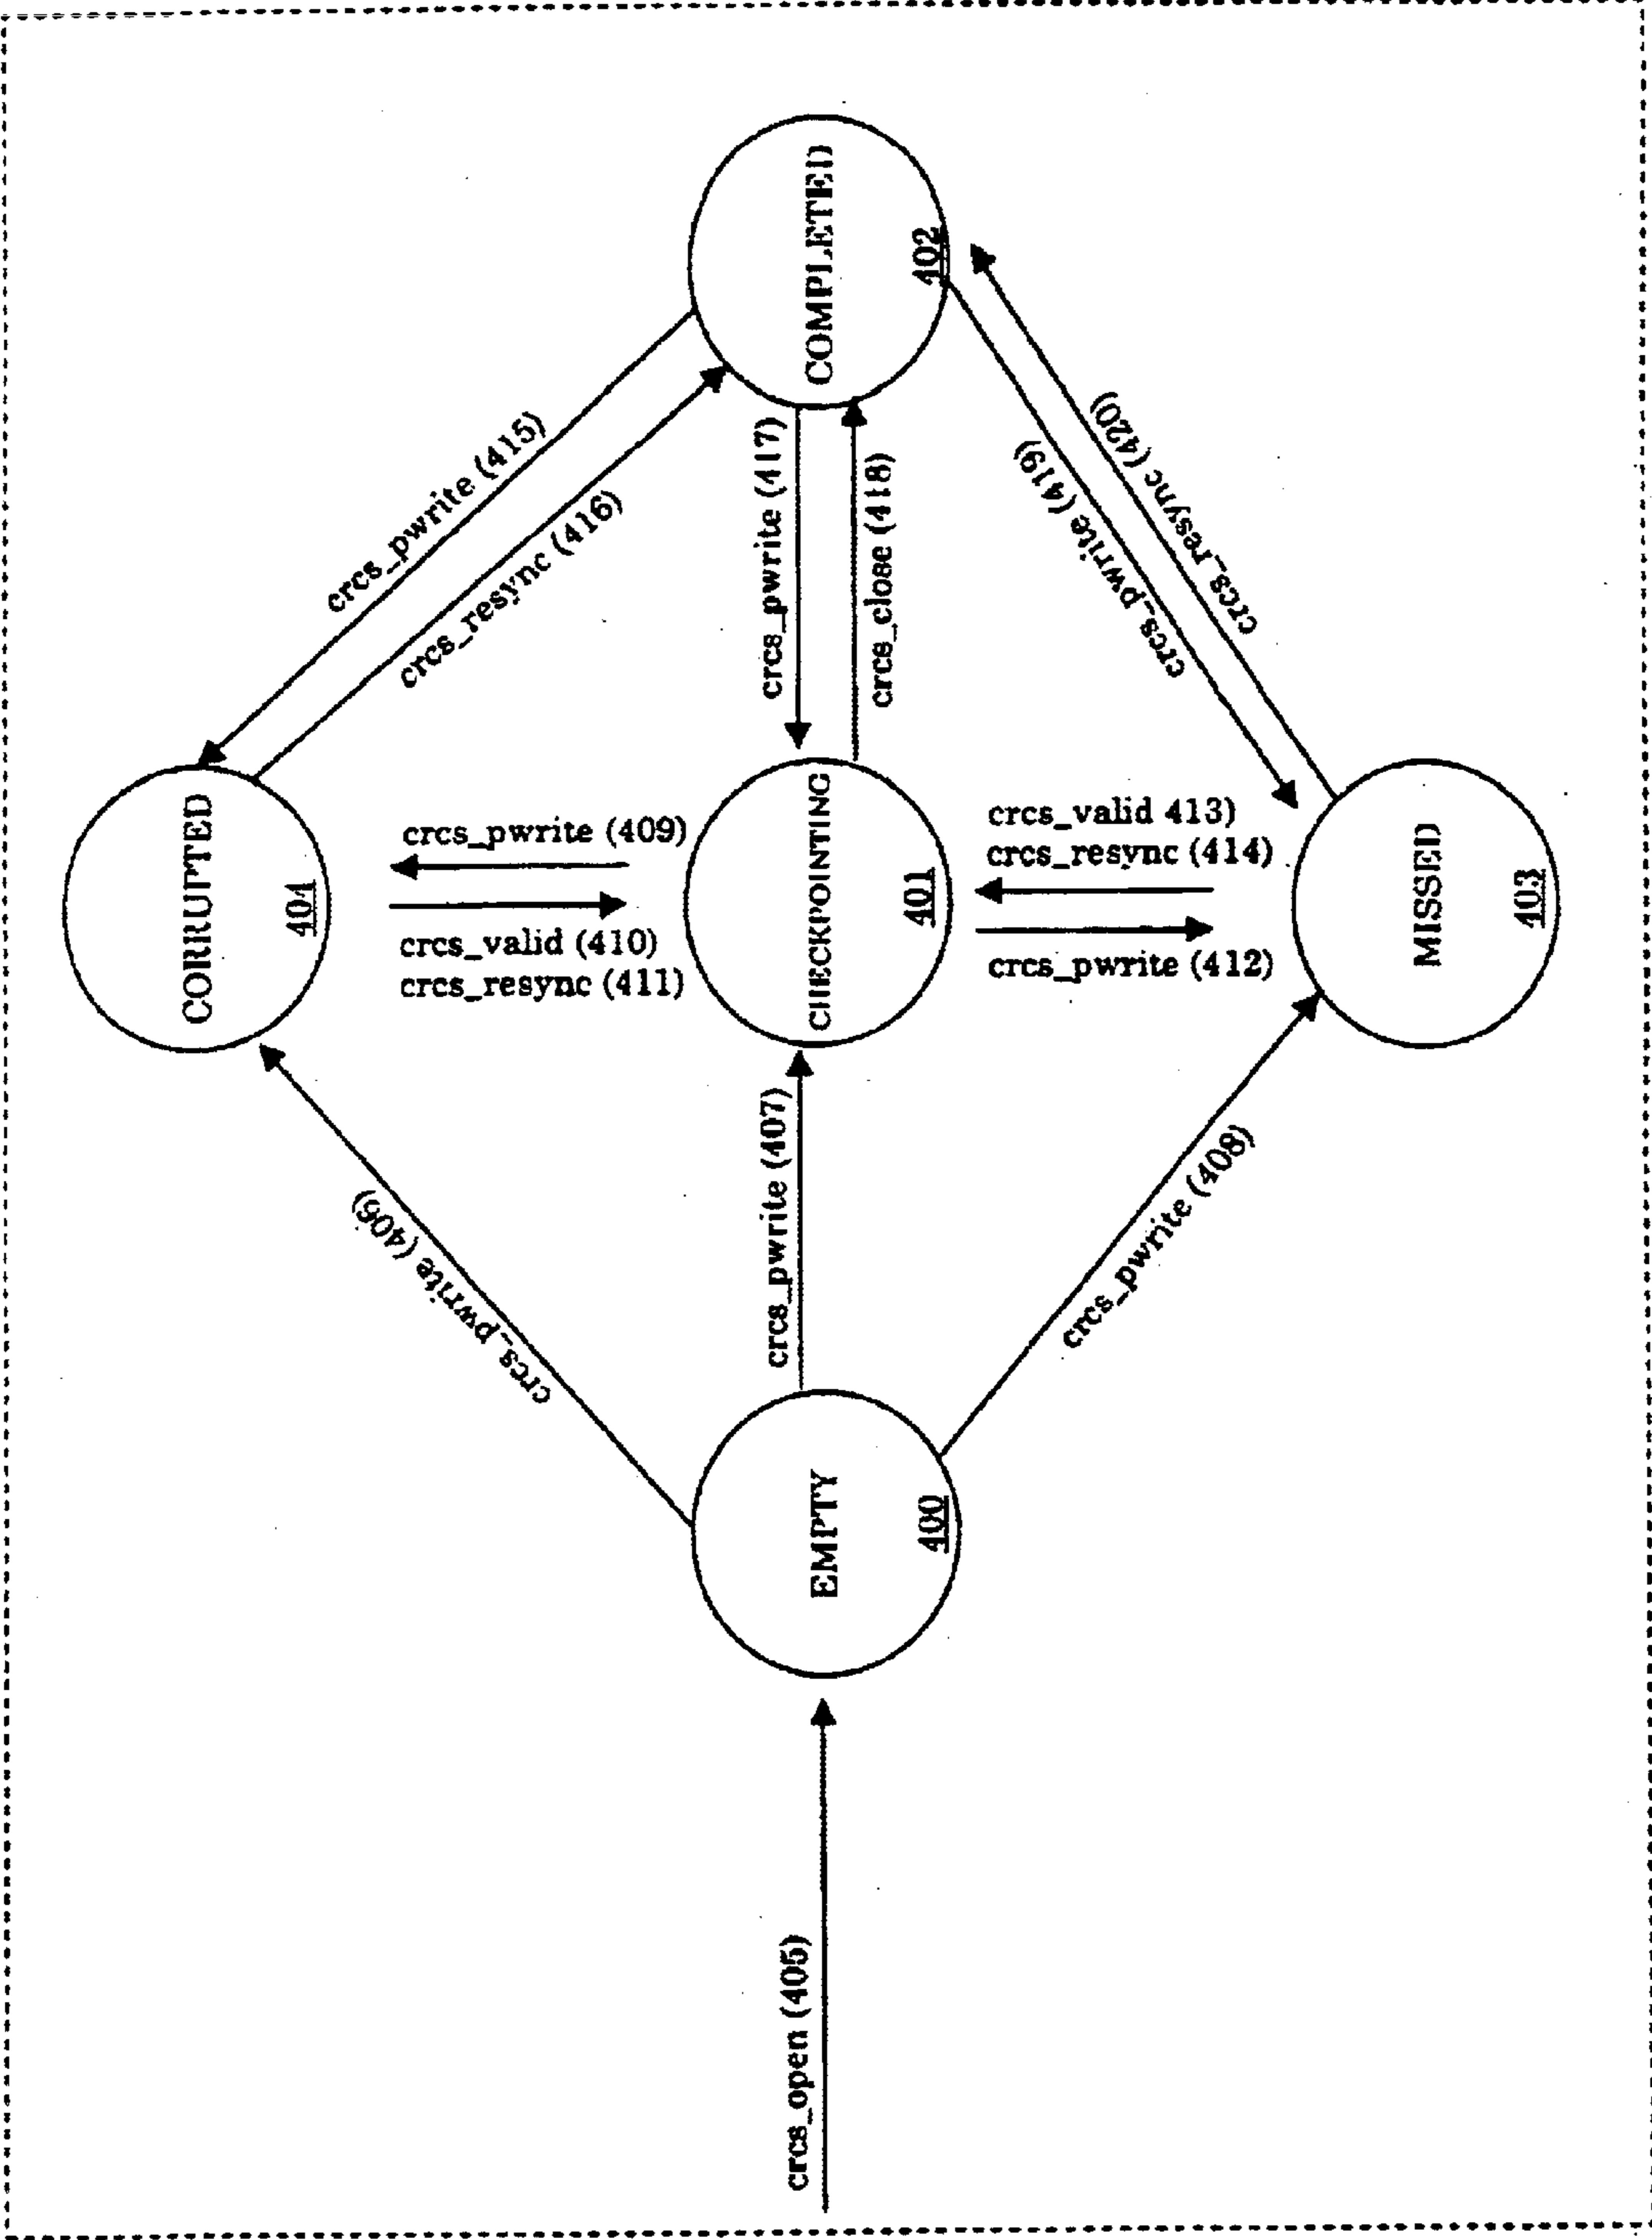 COMPLETED
402
crcs_pwrite (415)
crcs_resync (416)
crcs_pwrite (417)
crcs_close (418)
crcs_pwrite (419)
crcs_resync (420)
CORRUPTED
404
crcs_pwrite (409)
crcs_valid (410)
crcs_resync (411)
CHECKPOINTING
401
crcs_valid 413)
crcs_resync (414)
crcs_pwrite (412)
MISSED
403
crcs_pwrite (406)
crcs_pwrite (407)
crcs_pwrite (408)
EMPTY
400
crcs_open (405)